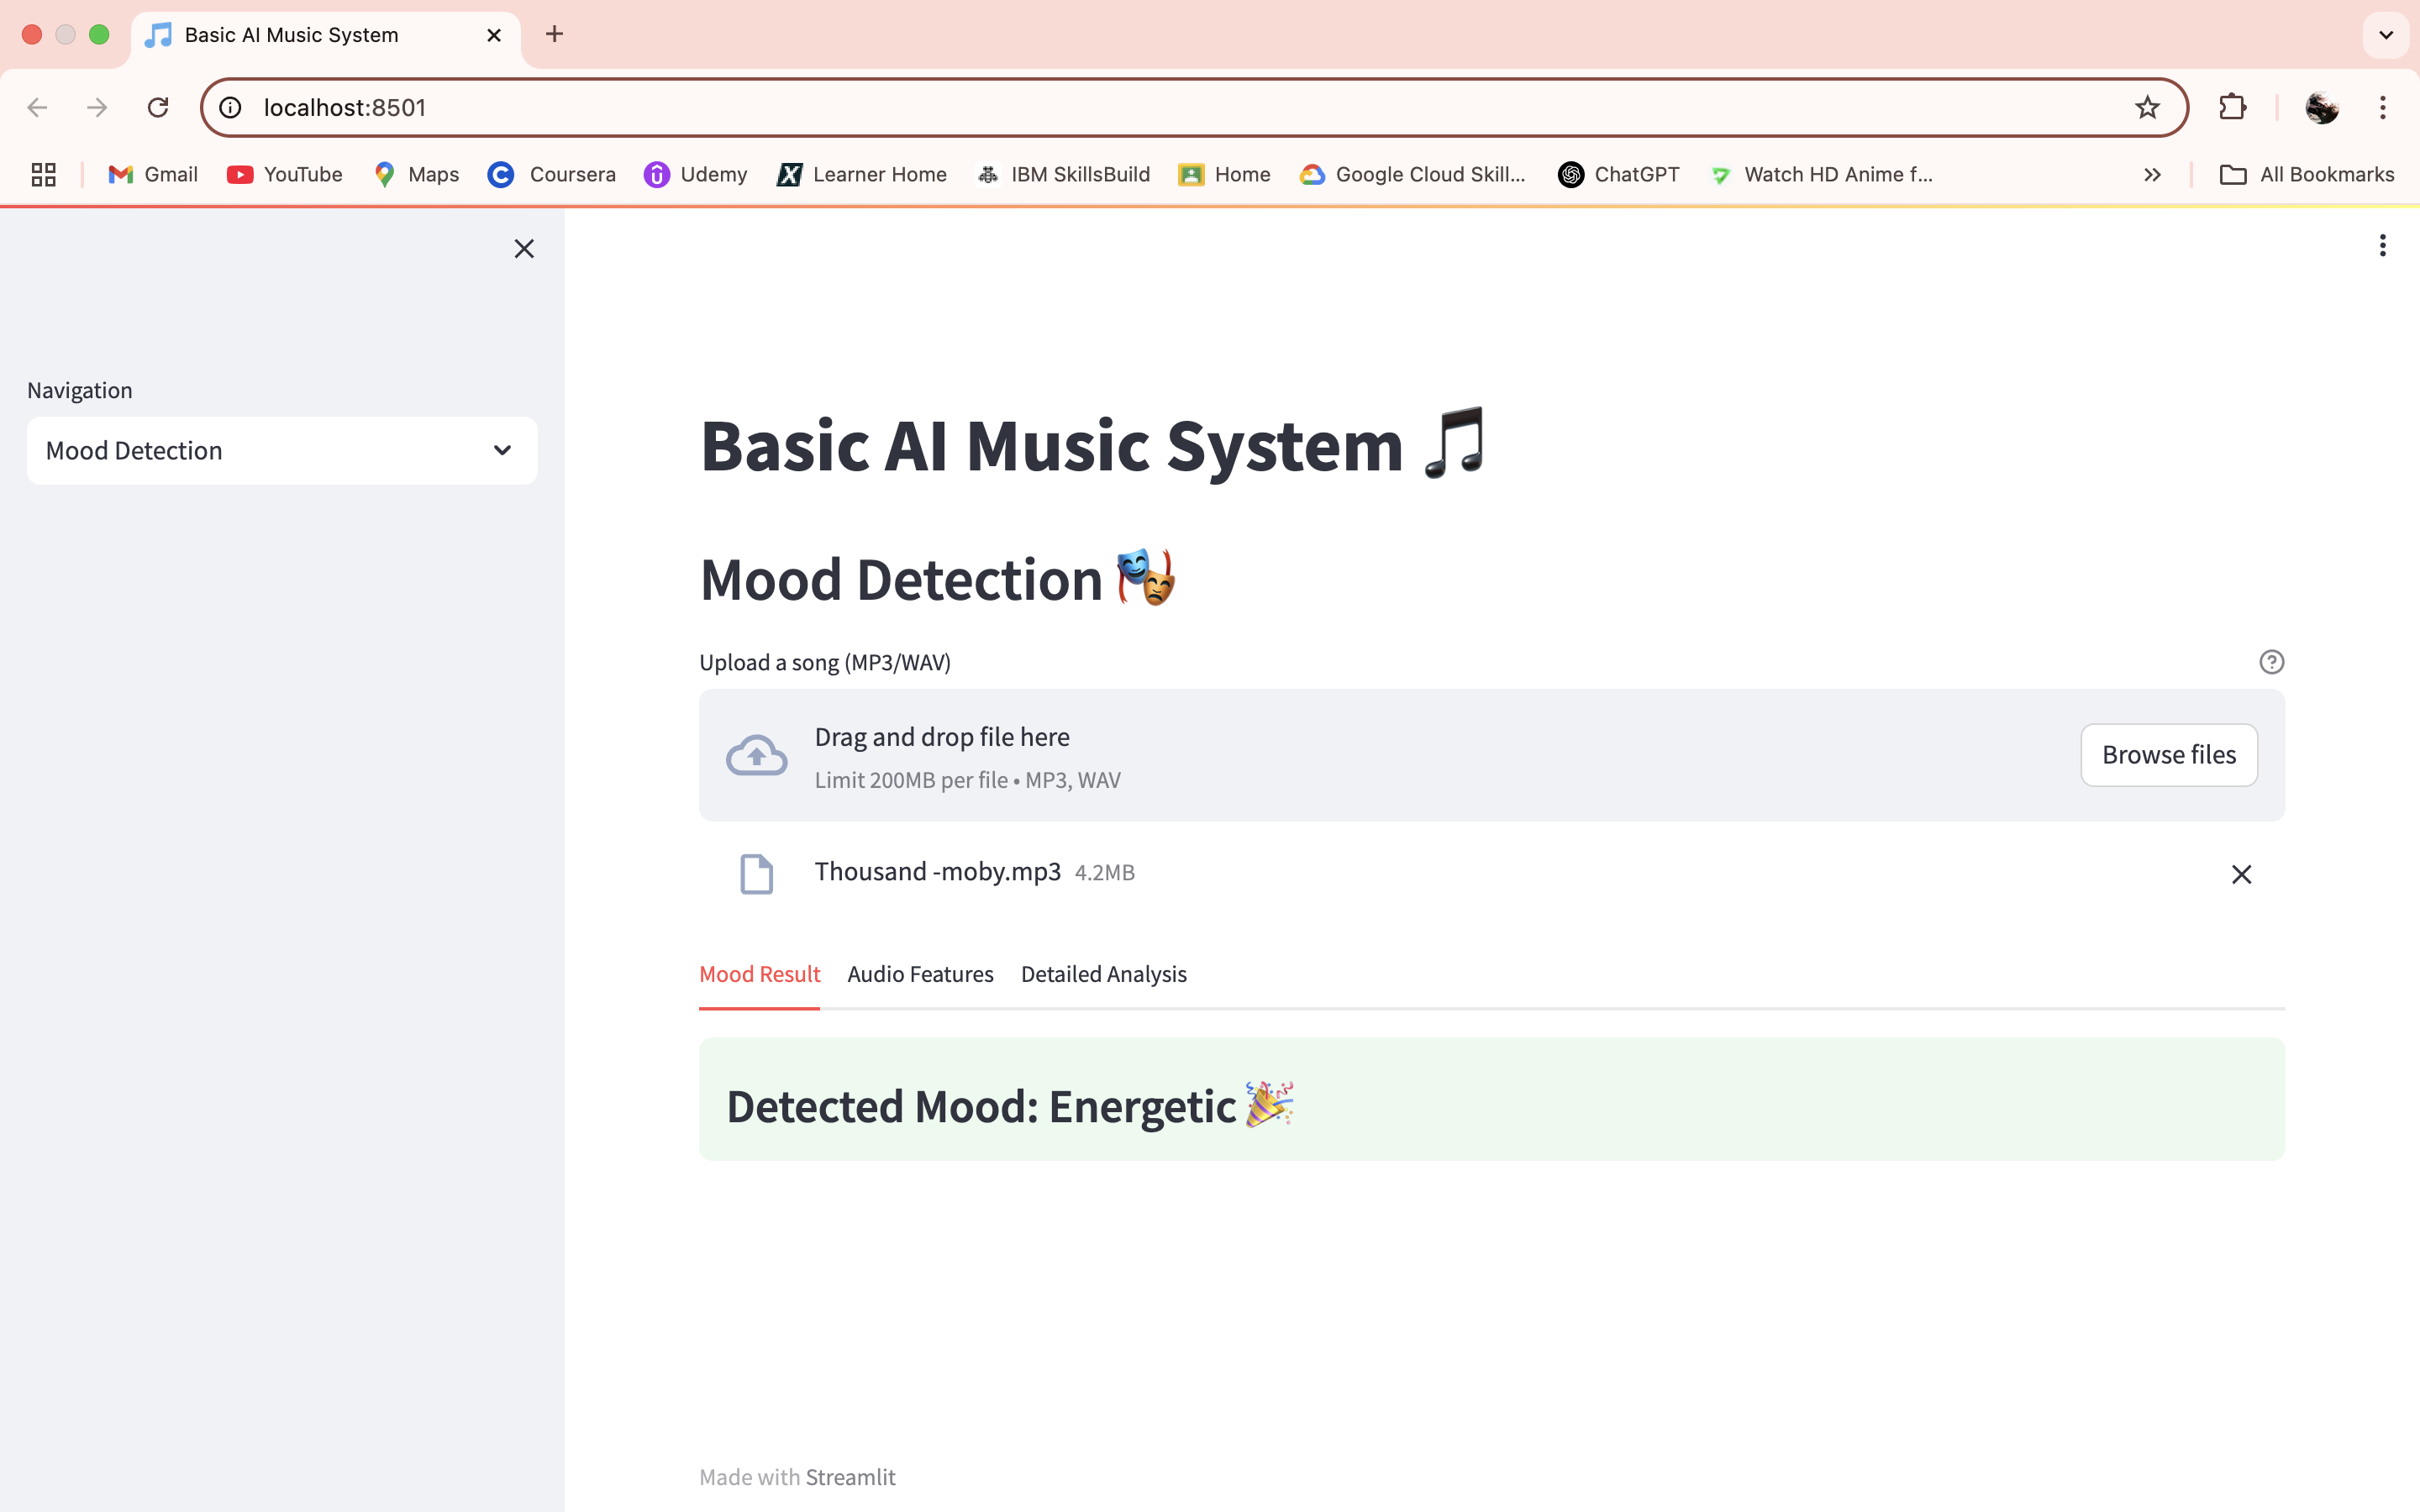 Basic AI Music System
localhost:8501
Gmail YouTube Maps Coursera Udemy Learner Home IBM SkillsBuild Home Google Cloud Skill... ChatGPT Watch HD Anime f... All Bookmarks
Navigation
Mood Detection
Basic AI Music System
Mood Detection
Upload a song (MP3/WAV)
Drag and drop file here
Limit 200MB per file • MP3, WAV
Browse files
Thousand -moby.mp3 4.2MB
Mood Result Audio Features Detailed Analysis
Detected Mood: Energetic
Made with Streamlit